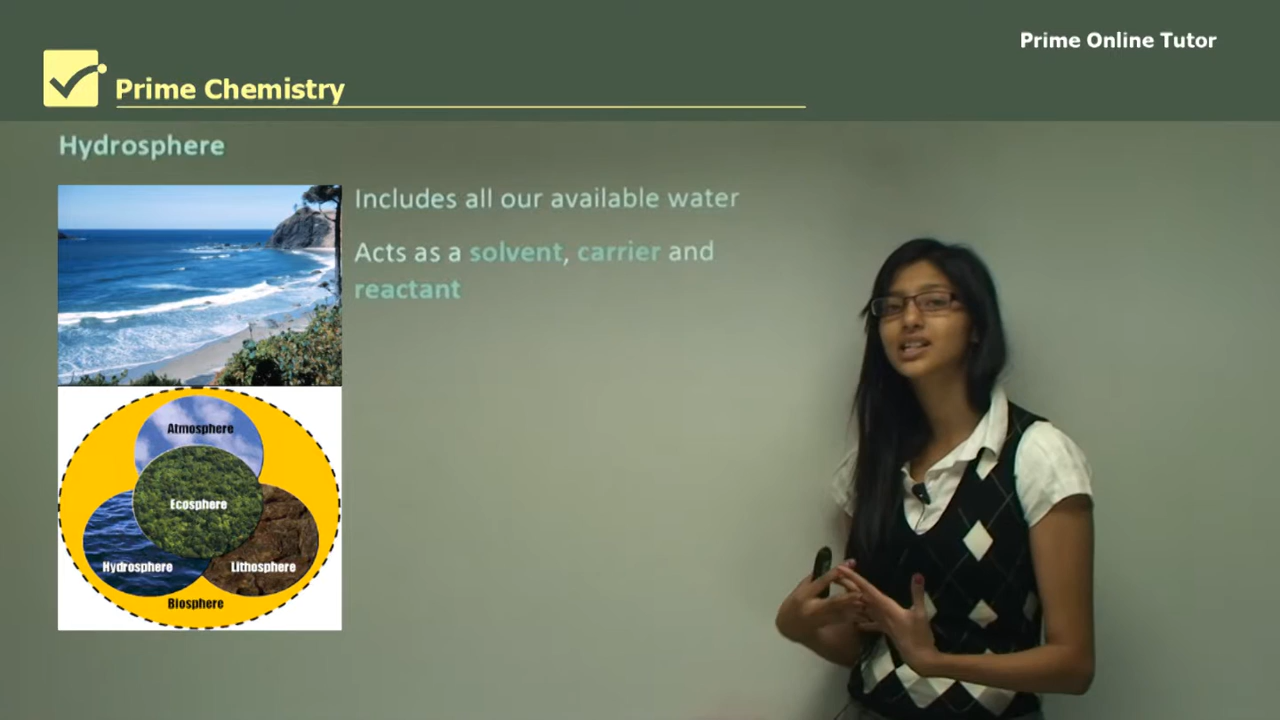 Prime Online Tutor
Prime Chemistry
Hydrosphere
Includes all our available water
Acts as a solvent, carrier and
reactant
Atmosphere
Ecosphere
Hydrosphere
Lithosphere
Biosphere